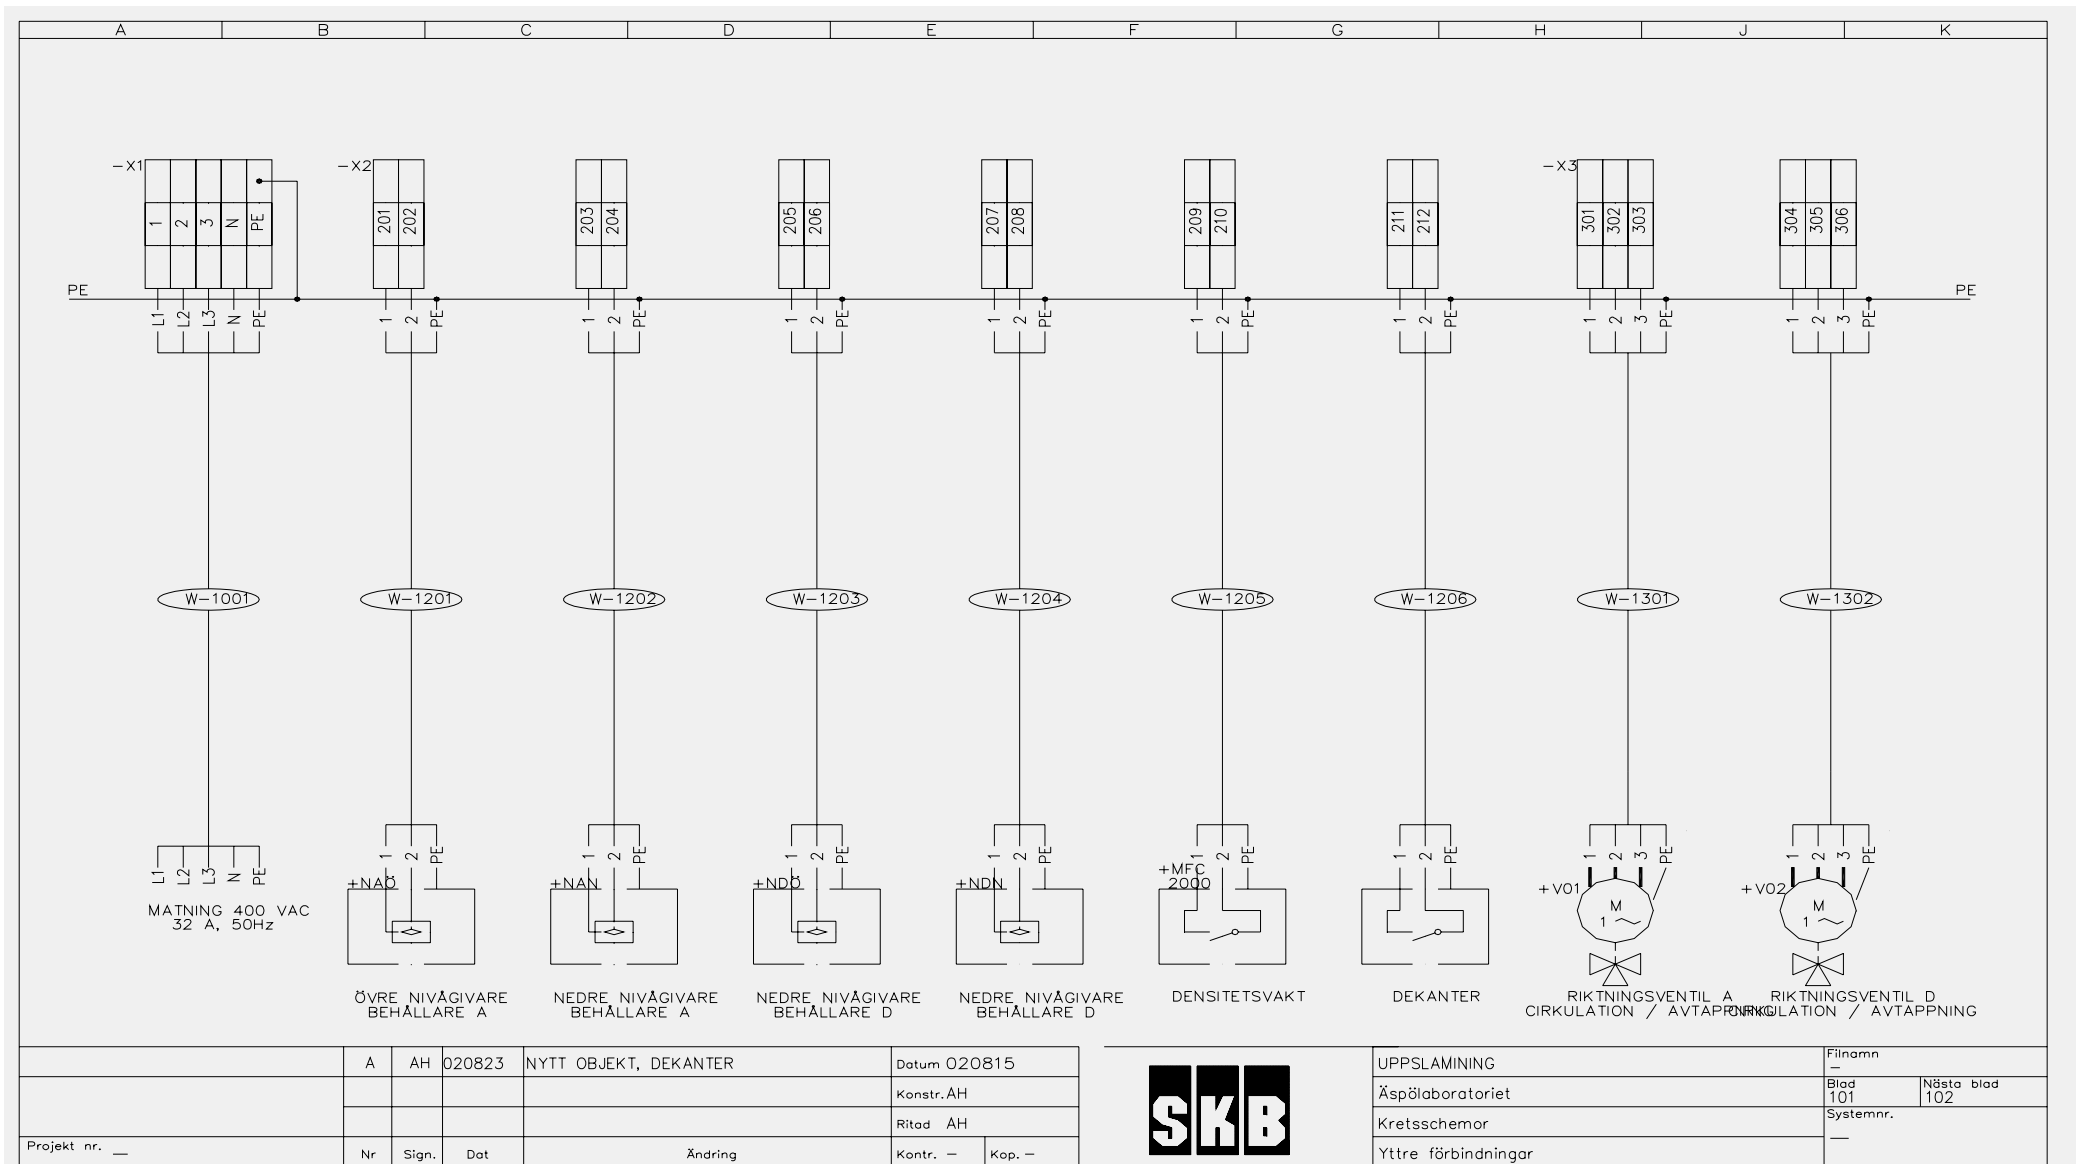 A B C D E F G H J K
-X1 -X2 -X3
1 2 3 N PE 201 202 203 204 205 206 207 208 209 210 211 212 301 302 303 304 305 306
PE PE
L1 L2 L3 N PE 1 2 PE 1 2 PE 1 2 PE 1 2 PE 1 2 PE 1 2 PE 1 2 3 PE 1 2 3 PE
W-1001 W-1201 W-1202 W-1203 W-1204 W-1205 W-1206 W-1301 W-1302
L1 L2 L3 N PE 1 2 PE 1 2 PE 1 2 PE 1 2 PE 1 2 PE 1 2 PE 1 2 3 PE 1 2 3 PE
MATNING 400 VAC
32 A, 50Hz
+NAÖ
ÖVRE NIVÅGIVARE
BEHÅLLARE A
+NAN
NEDRE NIVÅGIVARE
BEHÅLLARE A
+NDÖ
NEDRE NIVÅGIVARE
BEHÅLLARE D
+NDN
NEDRE NIVÅGIVARE
BEHÅLLARE D
+MFC
2000
DENSITETSVAKT
DEKANTER
+V01
M
1
RIKTNINGSVENTIL A
CIRKULATION / AVTAPPNING
+V02
M
1
RIKTNINGSVENTIL D
CIRKULATION / AVTAPPNING
A AH 020823 NYTT OBJEKT, DEKANTER
Nr Sign. Dat Ändring
Projekt nr. —
Datum 020815
Konstr. AH
Ritad AH
Kontr. — Kop. —
SKB
UPPSLAMINING
Äspölaboratoriet
Kretsschemor
Yttre förbindningar
Filnamn
—
Blad
101
Nästa blad
102
Systemnr.
—